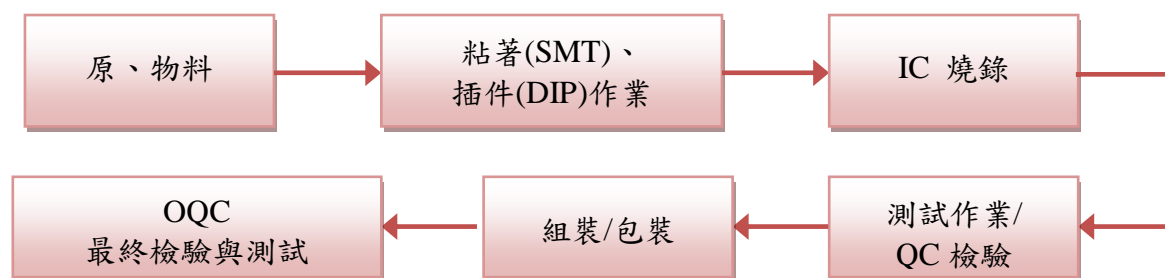 原、物料
粘著(SMT)、
插件(DIP)作業
IC 燒錄
測試作業/
QC 檢驗
組裝/包裝
OQC
最終檢驗與測試